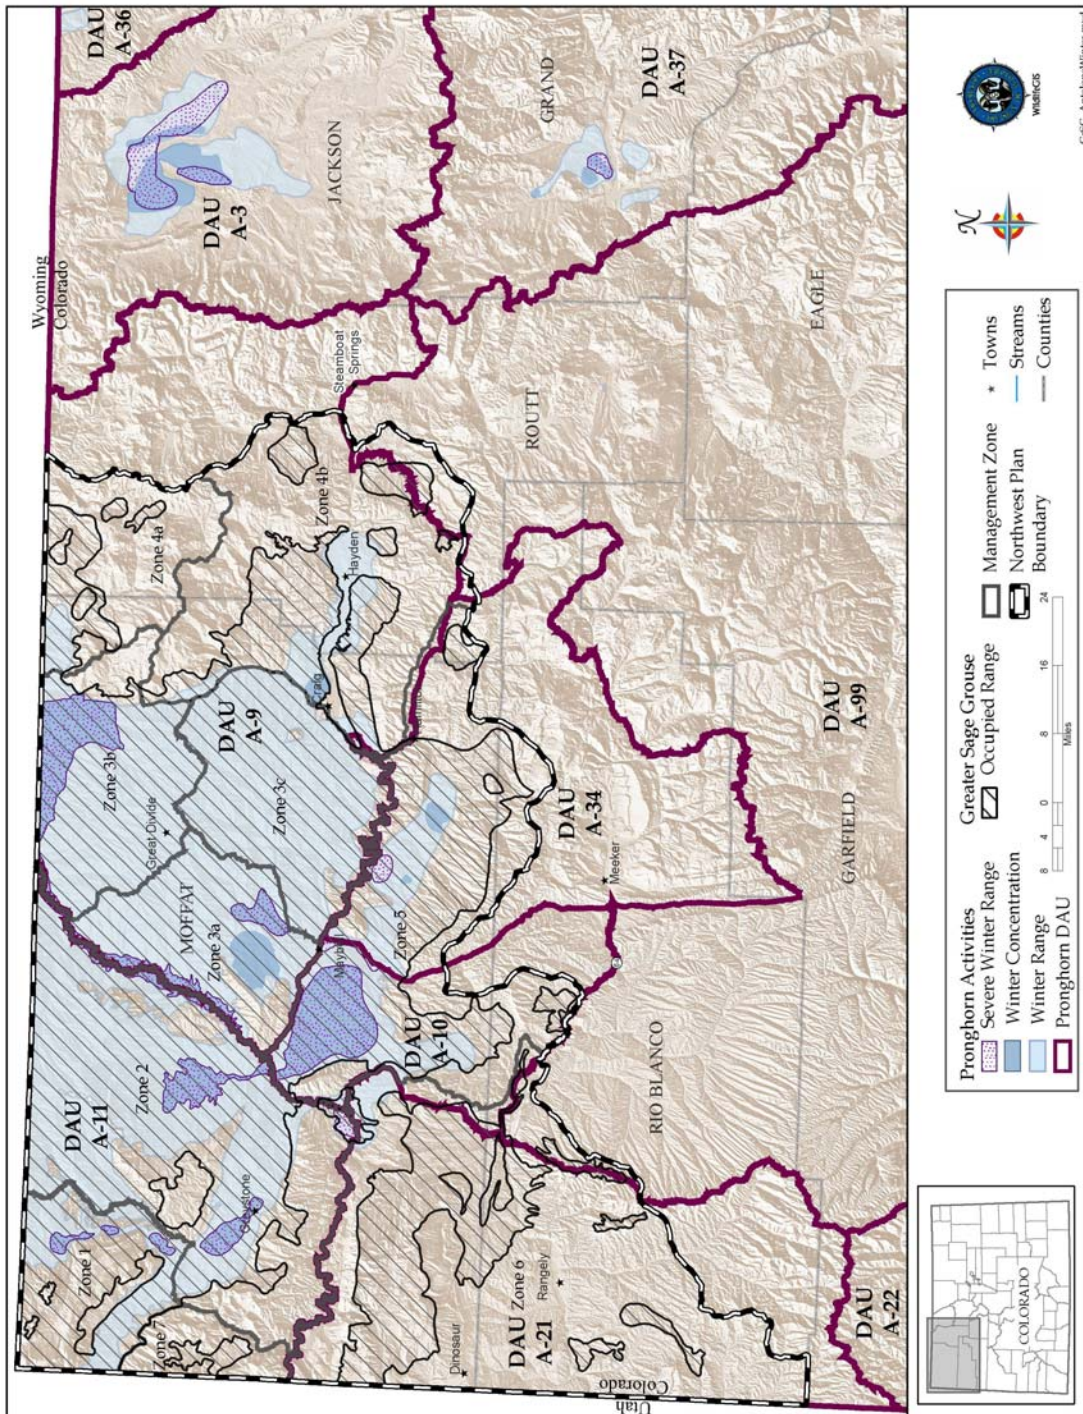 Wyoming
Colorado
DAU
A-36
DAU
A-3
JACKSON
GRAND
DAU
A-37
Steamboat
Springs
ROUTT
EAGLE
Zone 4a
Zone 4b
Hayden
Craig
DAU
A-9
Zone 3b
Great Divide
Zone 3c
MOFFAT
Zone 3a
Zone 5
DAU
A-34
Meeker
DAU
A-99
GARFIELD
DAU
A-11
Zone 2
DAU
A-10
RIO BLANCO
Zone 1
Zone 7
DAU Zone 6
A-21
Rangely
Dinosaur
Utah
Colorado
DAU
A-22
COLORADO
Pronghorn Activities
Severe Winter Range
Winter Concentration
Winter Range
Pronghorn DAU
Greater Sage Grouse
Occupied Range
Management Zone
Northwest Plan
Boundary
Towns
Streams
Counties
8 4 0 8 16 24
Miles
N
WildlifeGIS